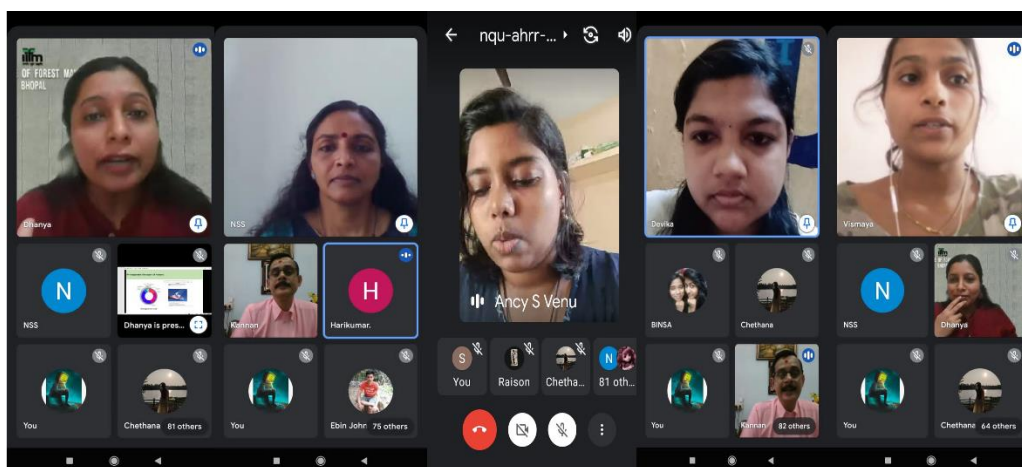 iifm
OF FOREST MA
BHOPAL
Dhanya
N
NSS
Dhanya is pres...
You
Chethana
81 others
NSS
Kannan
H
Harikumar.
You
Ebin John
75 others
nqu-ahrr-...
Ancy S Venu
S
You
Raison
Chetha...
N
81 oth...
Devika
BINSA
Chethana
You
Kannan
82 others
Vismaya
N
NSS
Dhanya
You
Chethana
64 others